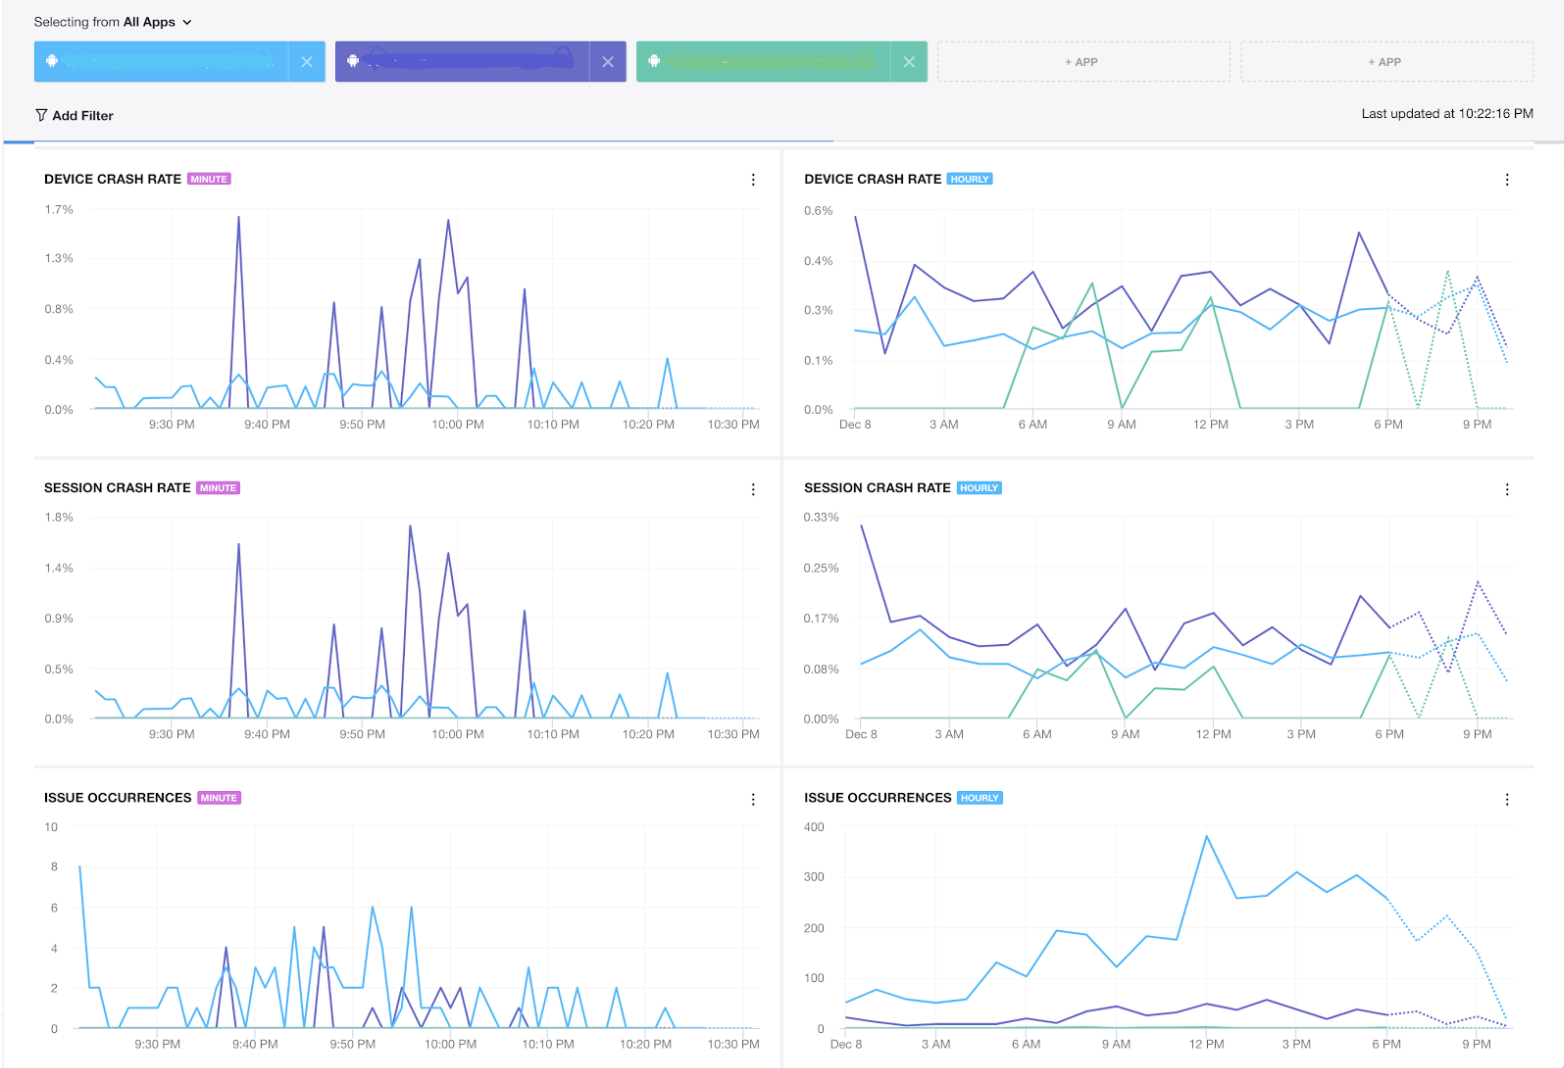 Selecting from All Apps
+ APP
+ APP
Add Filter
Last updated at 10:22:16 PM
DEVICE CRASH RATE MINUTE
1.7%
1.3%
0.8%
0.4%
0.0%
9:30 PM 9:40 PM 9:50 PM 10:00 PM 10:10 PM 10:20 PM 10:30 PM
DEVICE CRASH RATE HOURLY
0.6%
0.4%
0.3%
0.1%
0.0%
Dec 8 3 AM 6 AM 9 AM 12 PM 3 PM 6 PM 9 PM
SESSION CRASH RATE MINUTE
1.8%
1.4%
0.9%
0.5%
0.0%
9:30 PM 9:40 PM 9:50 PM 10:00 PM 10:10 PM 10:20 PM 10:30 PM
SESSION CRASH RATE HOURLY
0.33%
0.25%
0.17%
0.08%
0.00%
Dec 8 3 AM 6 AM 9 AM 12 PM 3 PM 6 PM 9 PM
ISSUE OCCURRENCES MINUTE
10
8
6
4
2
0
9:30 PM 9:40 PM 9:50 PM 10:00 PM 10:10 PM 10:20 PM 10:30 PM
ISSUE OCCURRENCES HOURLY
400
300
200
100
0
Dec 8 3 AM 6 AM 9 AM 12 PM 3 PM 6 PM 9 PM